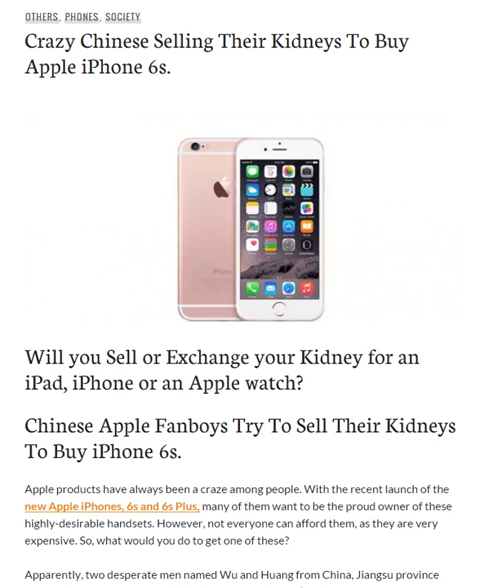 OTHERS, PHONES, SOCIETY
Crazy Chinese Selling Their Kidneys To Buy
Apple iPhone 6s.
Will you Sell or Exchange your Kidney for an
iPad, iPhone or an Apple watch?
Chinese Apple Fanboys Try To Sell Their Kidneys
To Buy iPhone 6s.
Apple products have always been a craze among people. With the recent launch of the
new Apple iPhones, 6s and 6s Plus, many of them want to be the proud owner of these
highly-desirable handsets. However, not everyone can afford them, as they are very
expensive. So, what would you do to get one of these?
Apparently, two desperate men named Wu and Huang from China, Jiangsu province